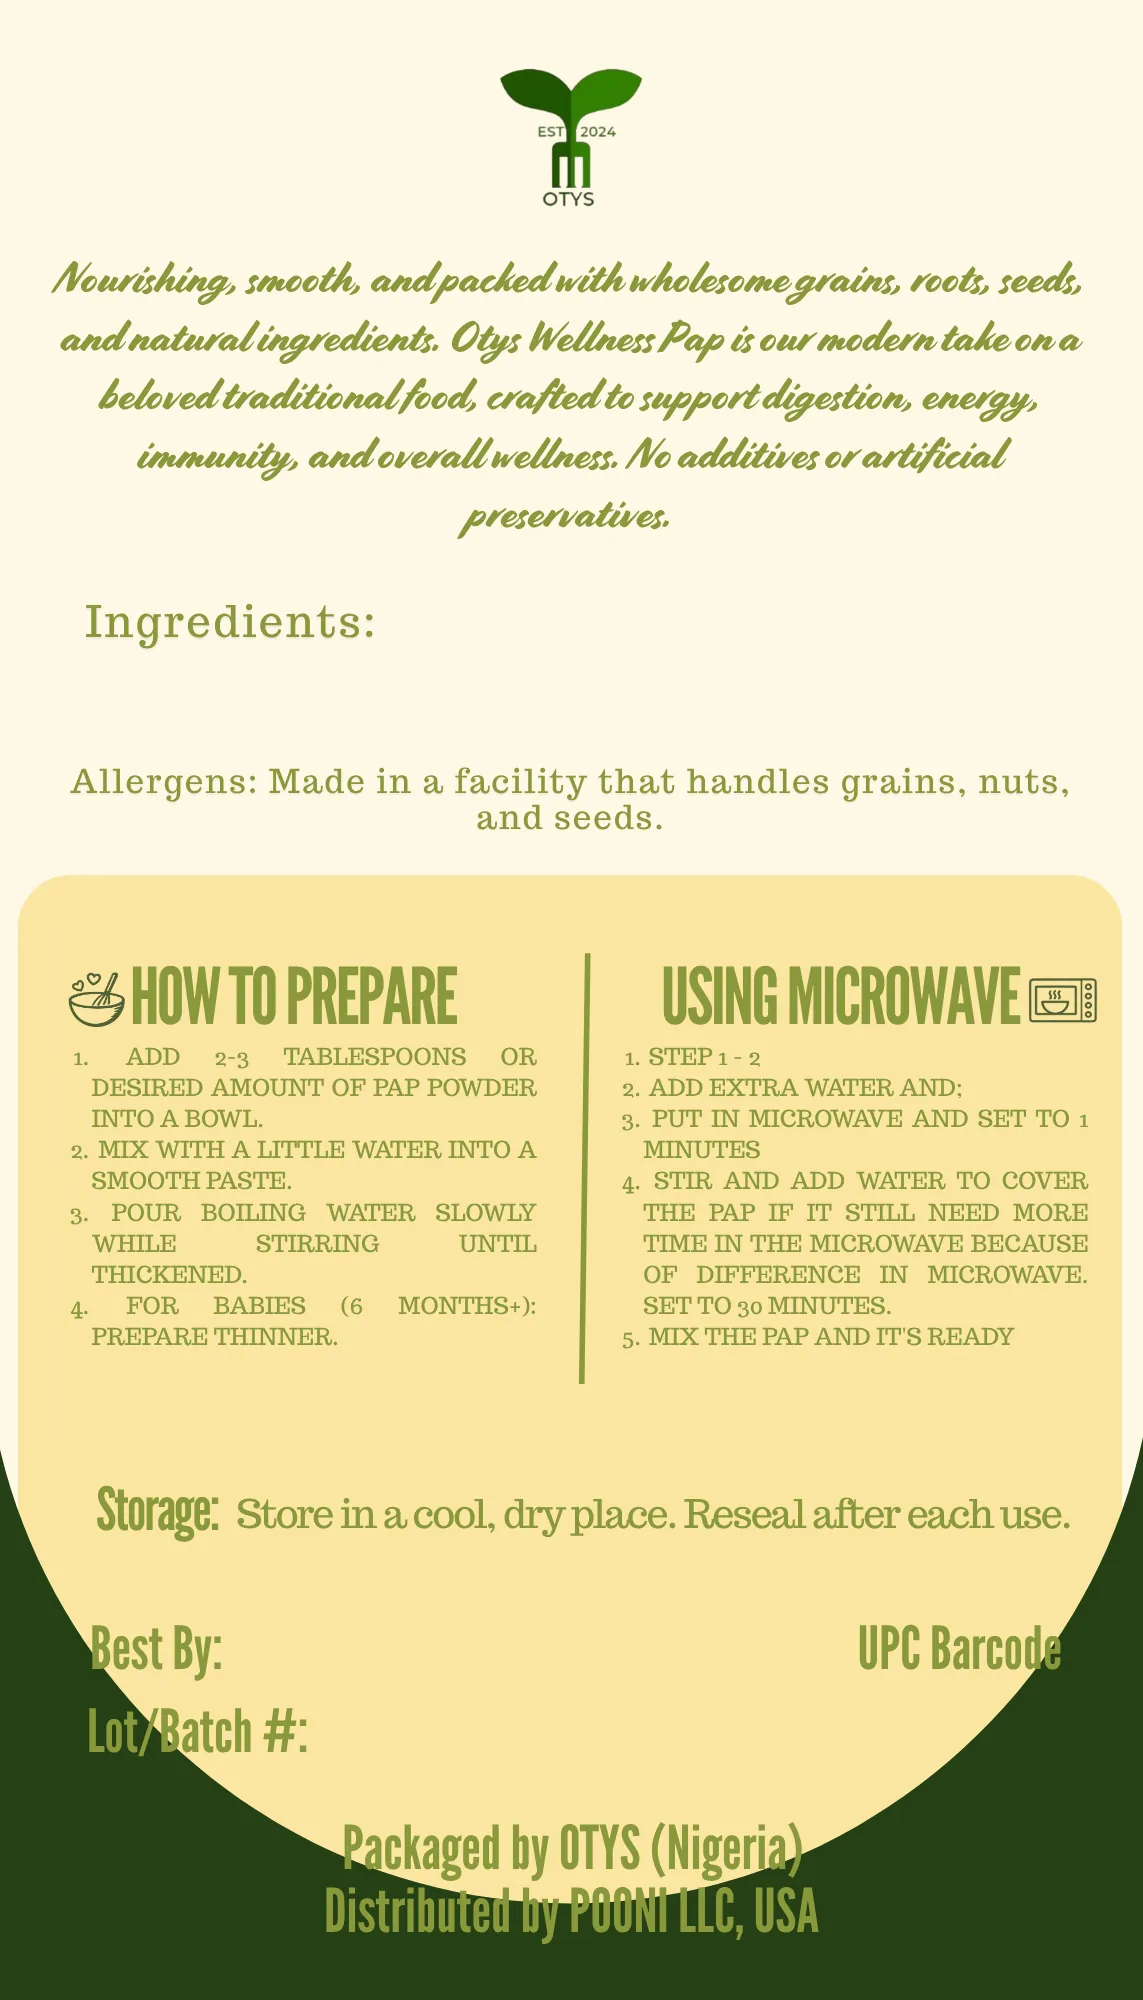 EST 2024
OTYS
Nourishing, smooth, and packed with wholesome grains, roots, seeds,
and natural ingredients. Otys Wellness Pap is our modern take on a
beloved traditional food, crafted to support digestion, energy,
immunity, and overall wellness. No additives or artificial
preservatives.
Ingredients:
Allergens: Made in a facility that handles grains, nuts,
and seeds.
HOW TO PREPARE
1. ADD 2-3 TABLESPOONS OR
DESIRED AMOUNT OF PAP POWDER
INTO A BOWL.
2. MIX WITH A LITTLE WATER INTO A
SMOOTH PASTE.
3. POUR BOILING WATER SLOWLY
WHILE STIRRING UNTIL
THICKENED.
4. FOR BABIES (6 MONTHS+):
PREPARE THINNER.
USING MICROWAVE
1. STEP 1 - 2
2. ADD EXTRA WATER AND;
3. PUT IN MICROWAVE AND SET TO 1
MINUTES
4. STIR AND ADD WATER TO COVER
THE PAP IF IT STILL NEED MORE
TIME IN THE MICROWAVE BECAUSE
OF DIFFERENCE IN MICROWAVE.
SET TO 30 MINUTES.
5. MIX THE PAP AND IT'S READY
Storage: Store in a cool, dry place. Reseal after each use.
Best By:
UPC Barcode
Lot/Batch #:
Packaged by OTYS (Nigeria)
Distributed by POONI LLC, USA